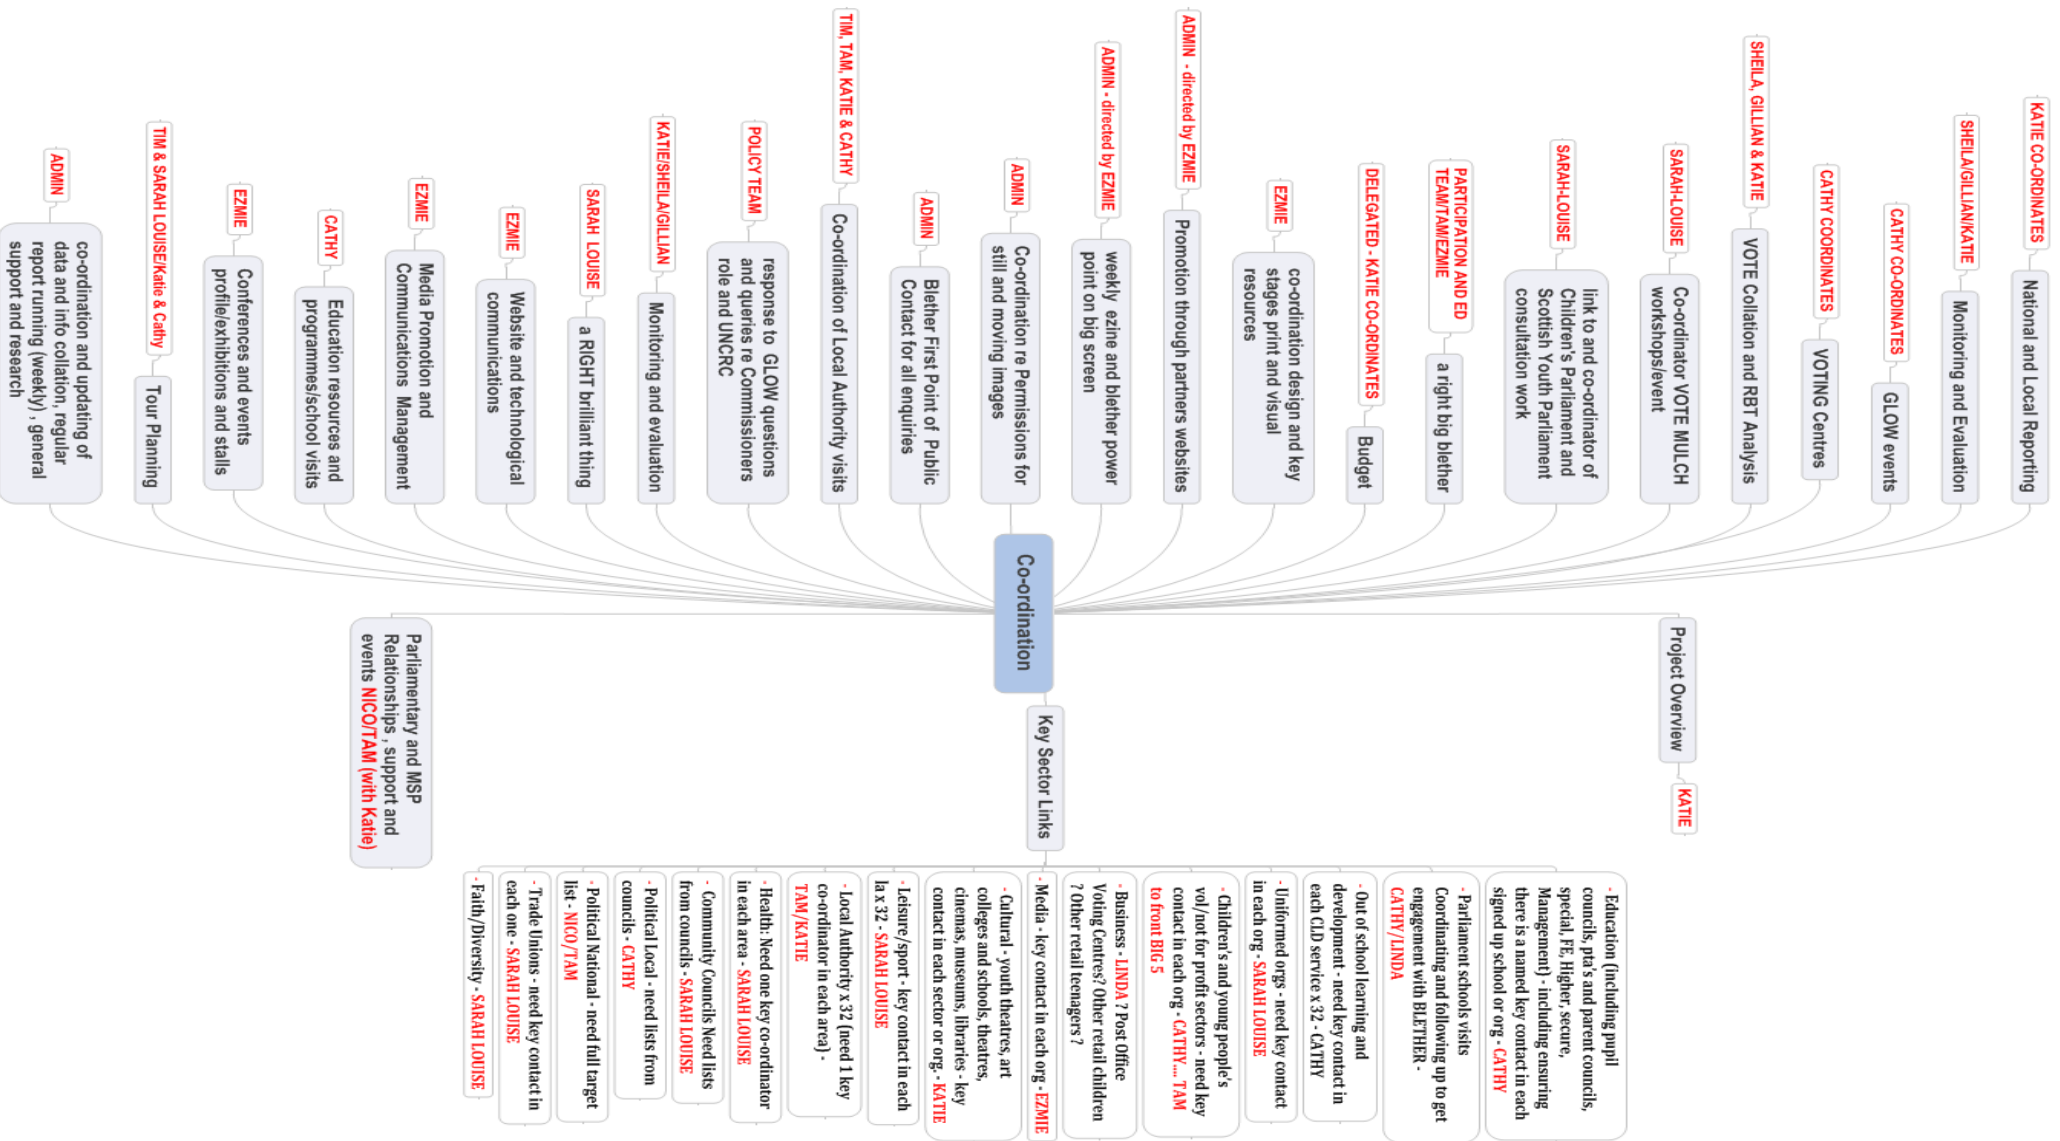 KATIE CO-ORDINATES
National and Local Reporting
SHEILA/GILLIAN/KATIE
Monitoring and Evaluation
CATHY CO-ORDINATES
GLOW events
CATHY COORDINATES
VOTING Centres
SHEILA, GILLIAN & KATIE
VOTE Collation and RBT Analysis
SARAH-LOUISE
Co-ordinator VOTE MULCH
workshops/event
SARAH-LOUISE
link to and co-ordinator of
Children's Parliament and
Scottish Youth Parliament
consultation work
PARTICIPATION AND ED
TEAM/TAM/EZMIE
a right big blether
DELEGATED - KATIE CO-ORDINATES
Budget
EZMIE
co-ordination design and key
stages print and visual
resources
ADMIN - directed by EZMIE
Promotion through partners websites
ADMIN - directed by EZMIE
weekly ezine and blether power
point on big screen
ADMIN
Co-ordination re Permissions for
still and moving images
ADMIN
Blether First Point of Public
Contact for all enquiries
TIM, TAM, KATIE & CATHY
Co-ordination of Local Authority visits
POLICY TEAM
response to GLOW questions
and queries re Commissioners
role and UNCRC
KATIE/SHEILA/GILLIAN
Monitoring and evaluation
SARAH LOUISE
a RIGHT brilliant thing
EZMIE
Website and technological
communications
EZMIE
Media Promotion and
Communications Management
CATHY
Education resources and
programmes/school visits
EZMIE
Conferences and events
profile/exhibitions and stalls
TIM & SARAH LOUISE/Katie & Cathy
Tour Planning
ADMIN
co-ordination and updating of
data and info collation, regular
report running (weekly) , general
support and research
Co-ordination
Project Overview
KATIE
Key Sector Links
- Education (including pupil
councils, pta's and parent councils,
special, FE, Higher, secure,
Management) - including ensuring
there is a named key contact in each
signed up school or org - CATHY
- Parliament schools visits
Coordinating and following up to get
engagement with BLETHER -
CATHY/LINDA
- Out of school learning and
development - need key contact in
each CLD service x 32 - CATHY
- Uniformed orgs - need key contact
in each org - SARAH LOUISE
- Children's and young people's
vol/not for profit sectors - need key
contact in each org - CATHY.... TAM
to front BIG 5
- Business - LINDA ? Post Office
Voting Centres? Other retail children
? Other retail teenagers ?
- Media - key contact in each org - EZMIE
- Cultural - youth theatres, art
colleges and schools, theatres,
cinemas, museums, libraries - key
contact in each sector or org. - KATIE
- Leisure/sport - key contact in each
la x 32 - SARAH LOUISE
- Local Authority x 32 (need 1 key
co-ordinator in each area) -
TAM/KATIE
- Health: Need one key co-ordinator
in each area - SARAH LOUISE
- Community Councils Need lists
from councils - SARAH LOUISE
- Political Local - need lists from
councils - CATHY
- Political National - need full target
list - NICO/TAM
- Trade Unions - need key contact in
each one - SARAH LOUISE
- Faith/Diversity - SARAH LOUISE
Parliamentary and MSP
Relationships , support and
events NICO/TAM (with Katie)